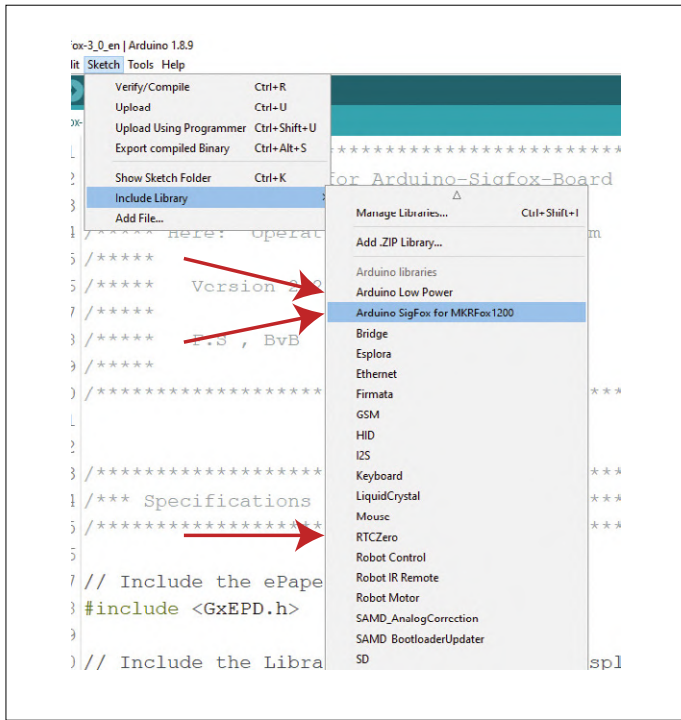 ox-3_0_en | Arduino 1.8.9
lit Sketch Tools Help
Verify/Compile Ctrl+R
Upload Ctrl+U
Upload Using Programmer Ctrl+Shift+U
Export compiled Binary Ctrl+Alt+S
Show Sketch Folder Ctrl+K
Include Library
Add File...
Manage Libraries... Ctrl+Shift+I
Add .ZIP Library...
Arduino libraries
Arduino Low Power
Arduino SigFox for MKRFox1200
Bridge
Esplora
Ethernet
Firmata
GSM
HID
I2S
Keyboard
LiquidCrystal
Mouse
RTCZero
Robot Control
Robot IR Remote
Robot Motor
SAMD_AnalogCorrection
SAMD_BootloaderUpdater
SD
for Arduino-Sigfox-Board
/***** Here: Operat
/*****
/***** Version 2
/*****
/***** F.S , BvB
/*****
/*** Specifications
// Include the ePape
#include <GxEPD.h>
// Include the Libra spl